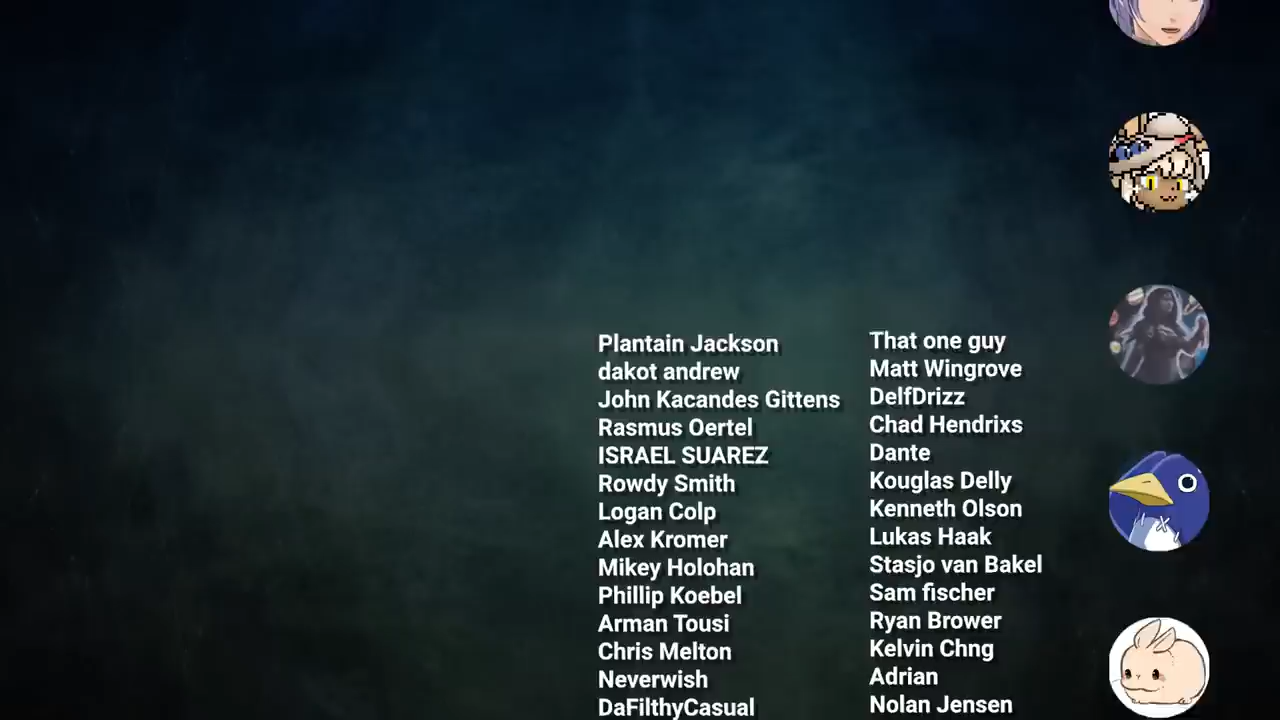 Plantain Jackson
dakot andrew
John Kacandes Gittens
Rasmus Oertel
ISRAEL SUAREZ
Rowdy Smith
Logan Colp
Alex Kromer
Mikey Holohan
Phillip Koebel
Arman Tousi
Chris Melton
Neverwish
DaFilthyCasual
That one guy
Matt Wingrove
DelfDrizz
Chad Hendrixs
Dante
Kouglas Delly
Kenneth Olson
Lukas Haak
Stasjo van Bakel
Sam fischer
Ryan Brower
Kelvin Chng
Adrian
Nolan Jensen